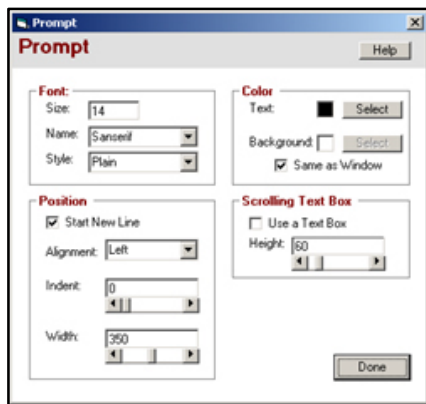 Prompt
Prompt
Help
Font:
Size: 14
Name: Sanserif
Style: Plain
Color
Text: Select
Background: Select
Same as Window
Position
Start New Line
Alignment: Left
Indent: 0
Width: 350
Scrolling Text Box
Use a Text Box
Height: 60
Done